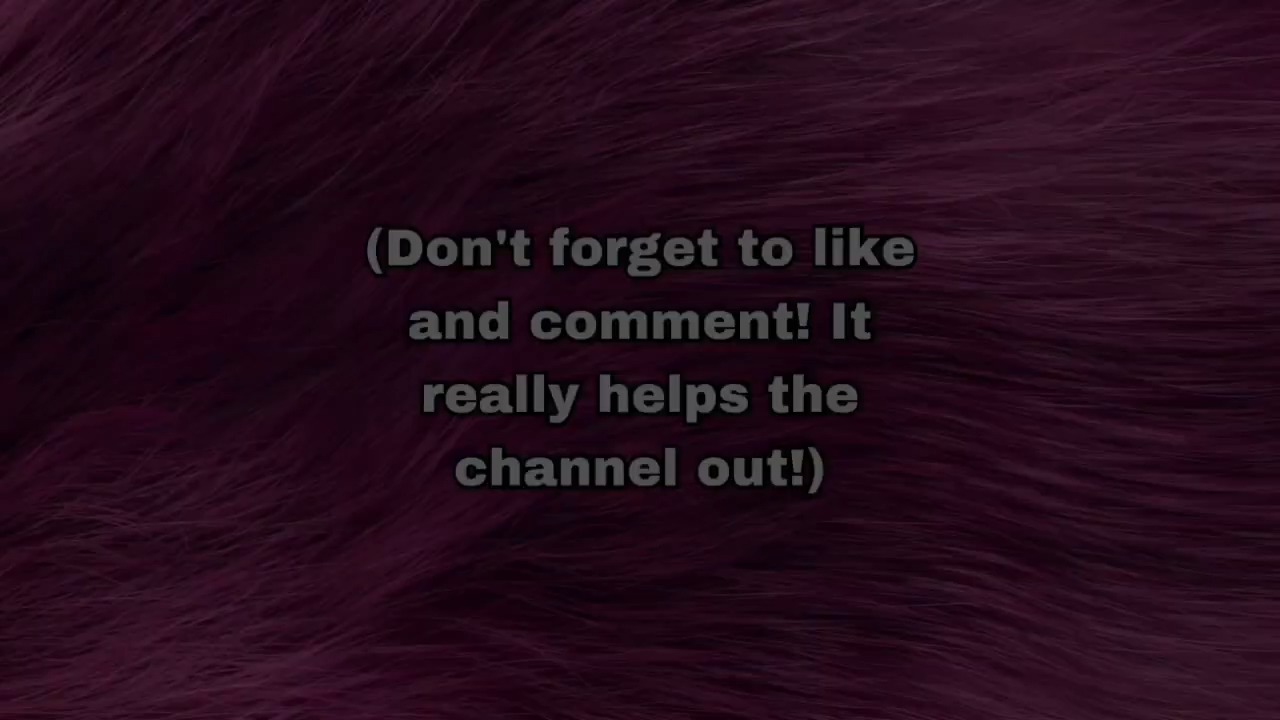 (Don't forget to like
and comment! It
really helps the
channel out!)